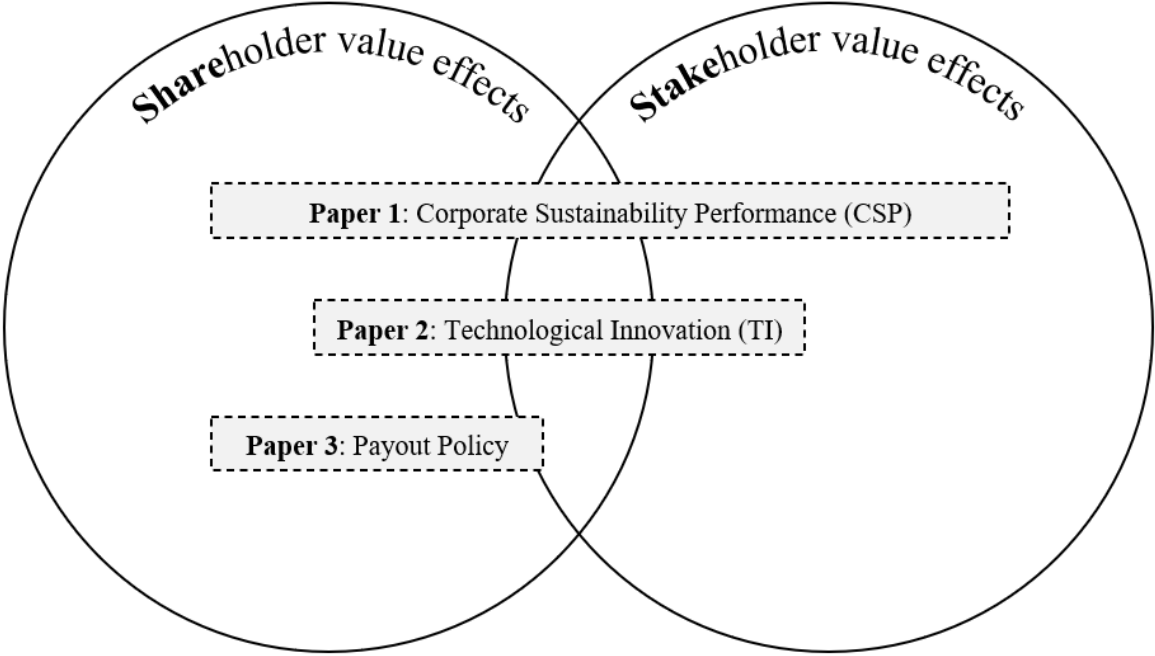 Shareholder value effects
Stakeholder value effects
Paper 1: Corporate Sustainability Performance (CSP)
Paper 2: Technological Innovation (TI)
Paper 3: Payout Policy